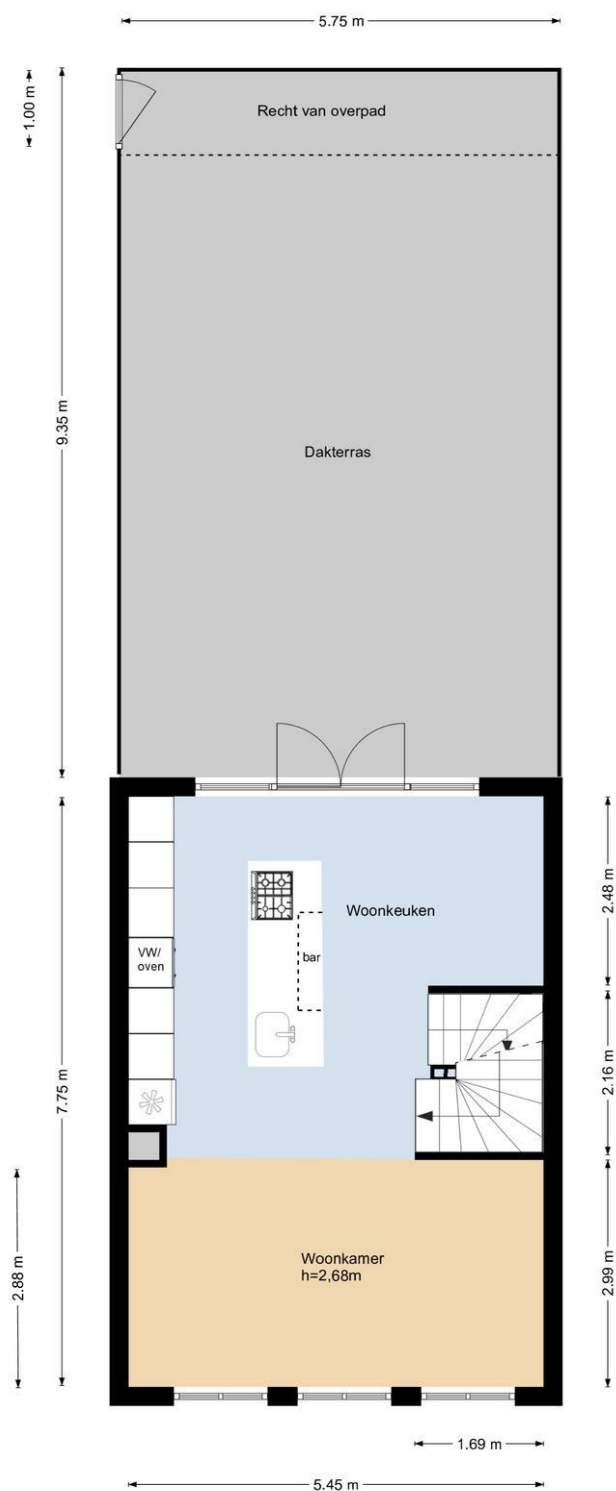 5.75 m
1.00 m
Recht van overpad
9.35 m
Dakterras
2.48 m
Woonkeuken
VW/
oven
bar
7.75 m
2.16 m
2.88 m
Woonkamer
h=2,68m
2.99 m
1.69 m
5.45 m